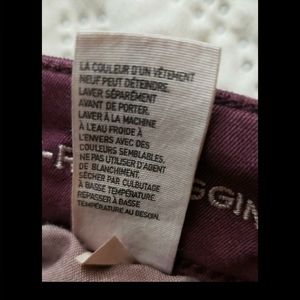 LA COULEUR D'UN VÊTEMENT
NEUF PEUT DÉTEINDRE.
LAVER SÉPARÉMENT
AVANT DE PORTER.
LAVER À LA MACHINE
À L'EAU FROIDE À
L'ENVERS AVEC DES
COULEURS SEMBLABLES.
NE PAS UTILISER D'AGENT
DE BLANCHIMENT.
SÉCHER PAR CULBUTAGE
À BASSE TEMPÉRATURE.
REPASSER À BASSE
TEMPÉRATURE AU BESOIN.